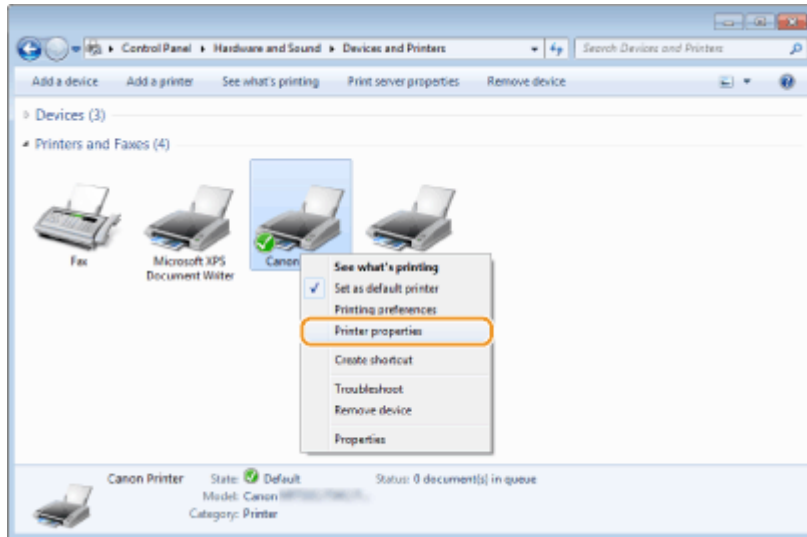 Control Panel ▸ Hardware and Sound ▸ Devices and Printers
Search Devices and Printers
Add a device Add a printer See what's printing Print server properties Remove device
Devices (3)
Printers and Faxes (4)
Fax
Microsoft XPS
Document Writer
Canon
See what's printing
Set as default printer
Printing preferences
Printer properties
Create shortcut
Troubleshoot
Remove device
Properties
Canon Printer State: Default Status: 0 document(s) in queue
Model: Canon
Category: Printer